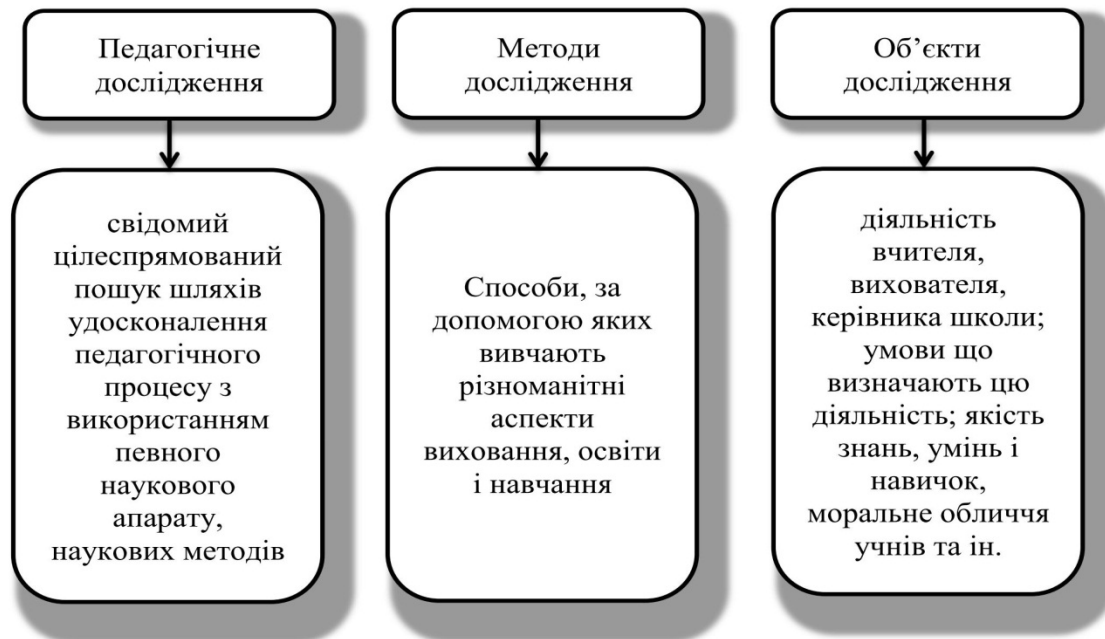 Педагогічне
дослідження
свідомий
цілеспрямований
пошук шляхів
удосконалення
педагогічного
процесу з
використанням
певного
наукового
апарату,
наукових методів
Методи
дослідження
Способи, за
допомогою яких
вивчають
різноманітні
аспекти
виховання, освіти
і навчання
Об’єкти
дослідження
діяльність
вчителя,
вихователя,
керівника школи;
умови що
визначають цю
діяльність; якість
знань, умінь і
навичок,
моральне обличчя
учнів та ін.